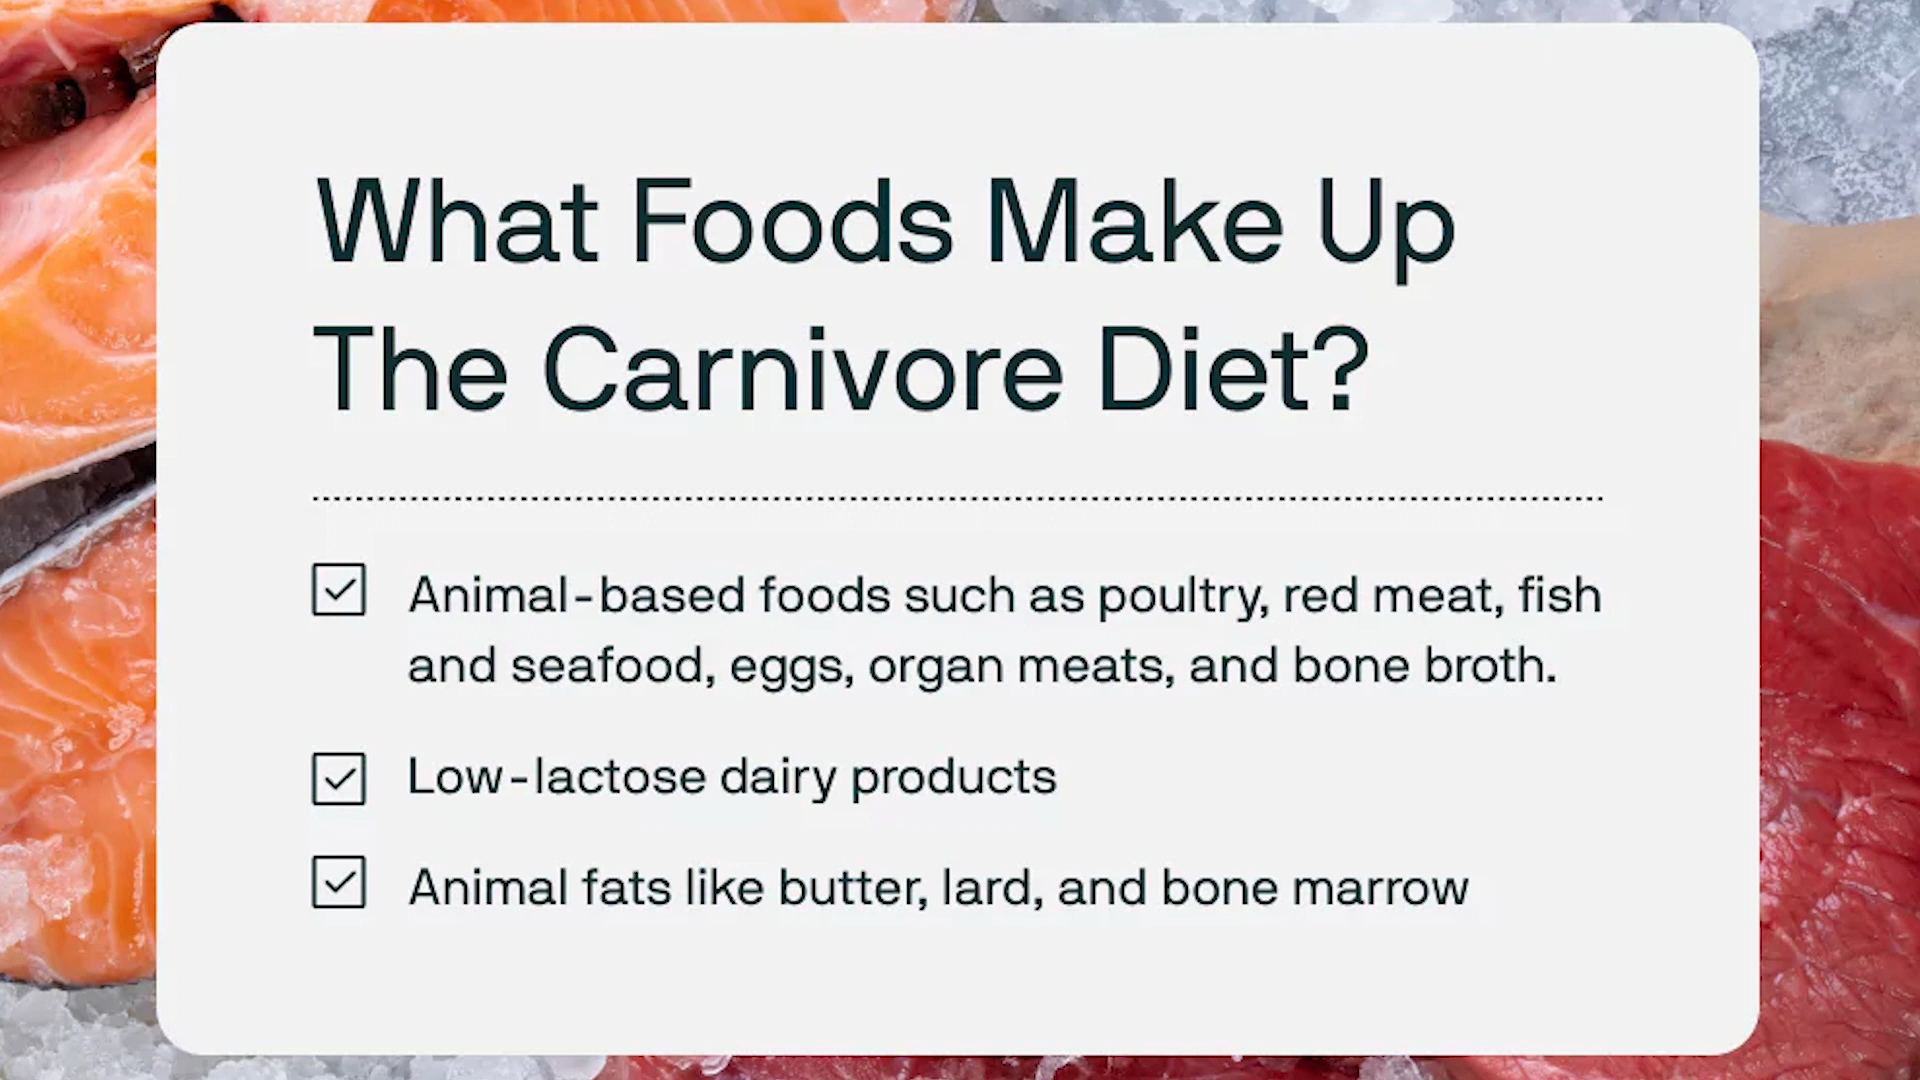 What Foods Make Up
The Carnivore Diet?
Animal-based foods such as poultry, red meat, fish
and seafood, eggs, organ meats, and bone broth.
Low-lactose dairy products
Animal fats like butter, lard, and bone marrow